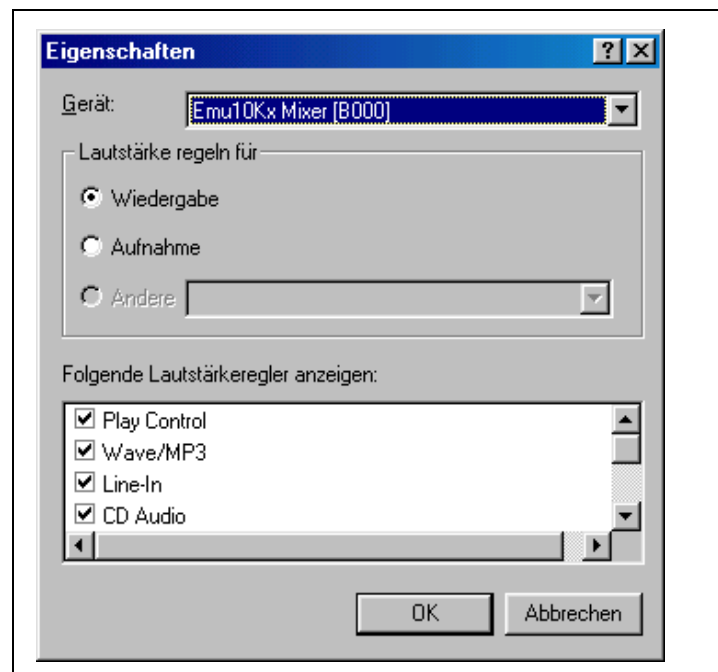 Eigenschaften
Gerät: Emu10Kx Mixer [B000]
Lautstärke regeln für
Wiedergabe
Aufnahme
Andere
Folgende Lautstärkeregler anzeigen:
Play Control
Wave/MP3
Line-In
CD Audio
OK Abbrechen